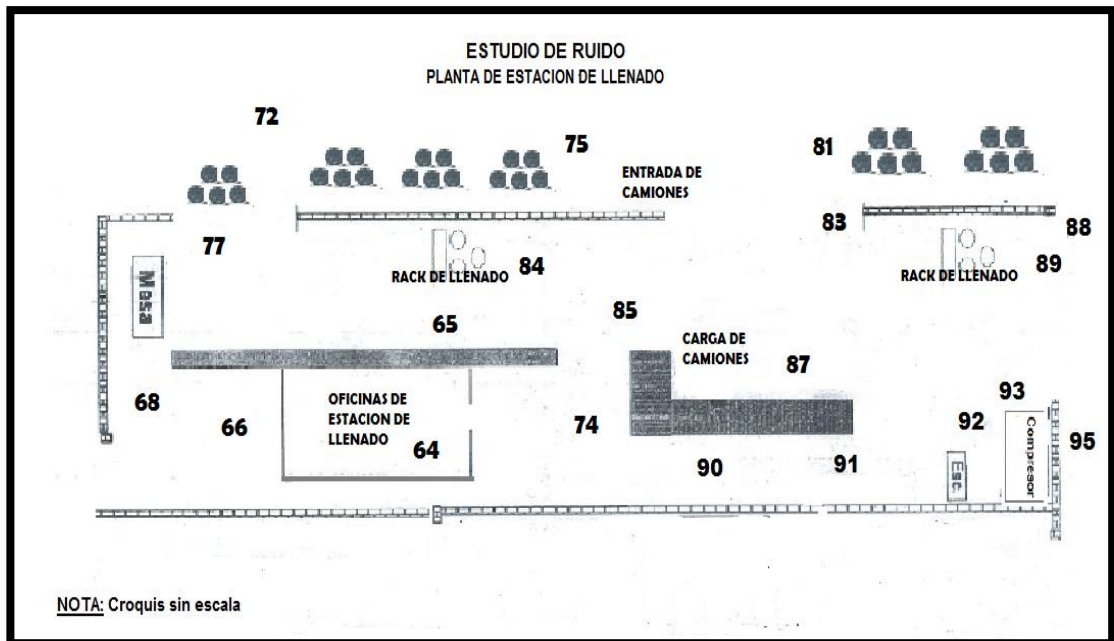 ESTUDIO DE RUIDO
PLANTA DE ESTACION DE LLENADO
72
75
81
ENTRADA DE
CAMIONES
77
83
88
84
89
RACK DE LLENADO
RACK DE LLENADO
Mesa
65
85
CARGA DE
CAMIONES
87
68
66
OFICINAS DE
ESTACION DE
LLENADO
64
74
90
91
92
93
95
Esc.
Compresor
NOTA: Croquis sin escala